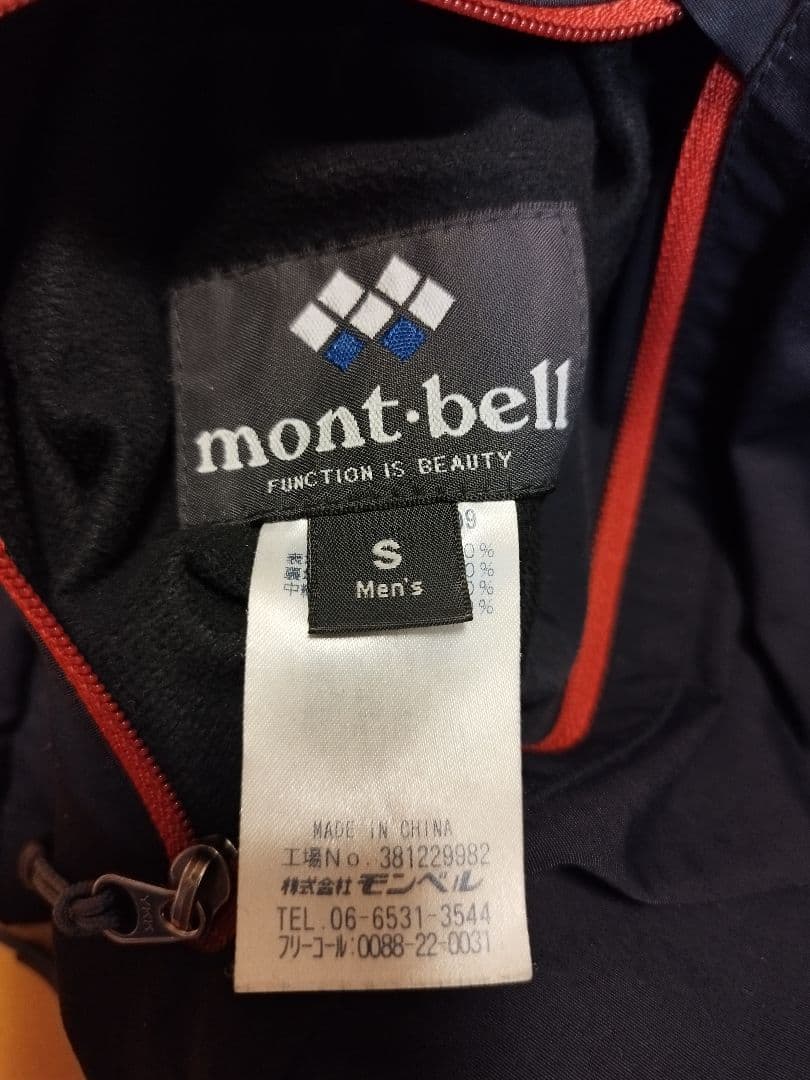 mont·bell
FUNCTION IS BEAUTY
S
Men's
MADE IN CHINA
工場No.381229982
株式会社 モンベル
TEL.06-6531-3544
フリーコール:0088-22-0031
YKK